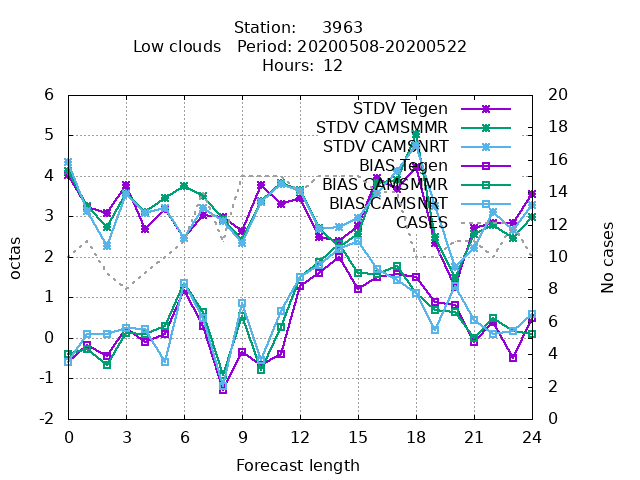 Station: 3963
Low clouds Period: 20200508-20200522
Hours: 12
6 20
5 18
4 16
3 14
2 12
1 10
0 8
-1 6
-2 4
2
0
STDV Tegen
STDV CAMSMMR
STDV CAMSNRT
BIAS Tegen
BIAS CAMSMMR
BIAS CAMSNRT
CASES
octas
No cases
0 3 6 9 12 15 18 21 24
Forecast length